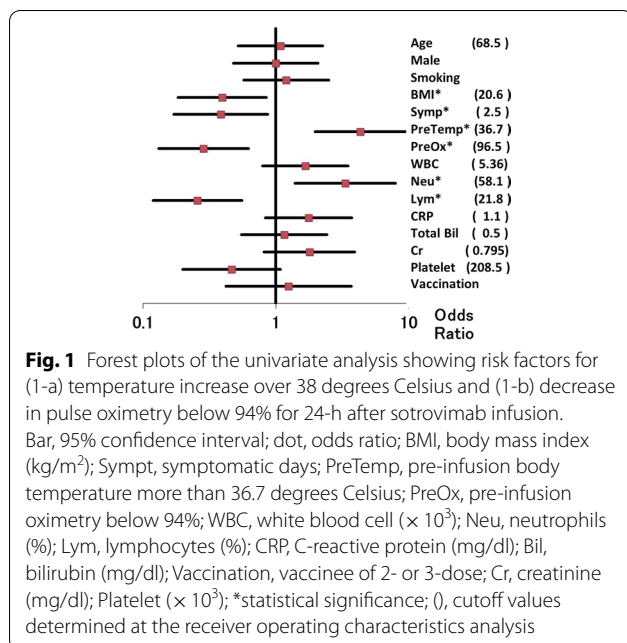 Age (68.5 )
Male
Smoking
BMI* (20.6 )
Symp* ( 2.5 )
PreTemp* (36.7 )
PreOx* (96.5 )
WBC ( 5.36)
Neu* (58.1 )
Lym* (21.8 )
CRP ( 1.1 )
Total Bil ( 0.5 )
Cr ( 0.795)
Platelet (208.5 )
Vaccination
0.1 1 Odds 10
Ratio
Fig. 1 Forest plots of the univariate analysis showing risk factors for
(1-a) temperature increase over 38 degrees Celsius and (1-b) decrease
in pulse oximetry below 94% for 24-h after sotrovimab infusion.
Bar, 95% confidence interval; dot, odds ratio; BMI, body mass index
(kg/m²); Sympt, symptomatic days; PreTemp, pre-infusion body
temperature more than 36.7 degrees Celsius; PreOx, pre-infusion
oximetry below 94%; WBC, white blood cell (× 10³); Neu, neutrophils
(%); Lym, lymphocytes (%); CRP, C-reactive protein (mg/dl); Bil,
bilirubin (mg/dl); Vaccination, vaccinee of 2- or 3-dose; Cr, creatinine
(mg/dl); Platelet (× 10³); *statistical significance; (), cutoff values
determined at the receiver operating characteristics analysis